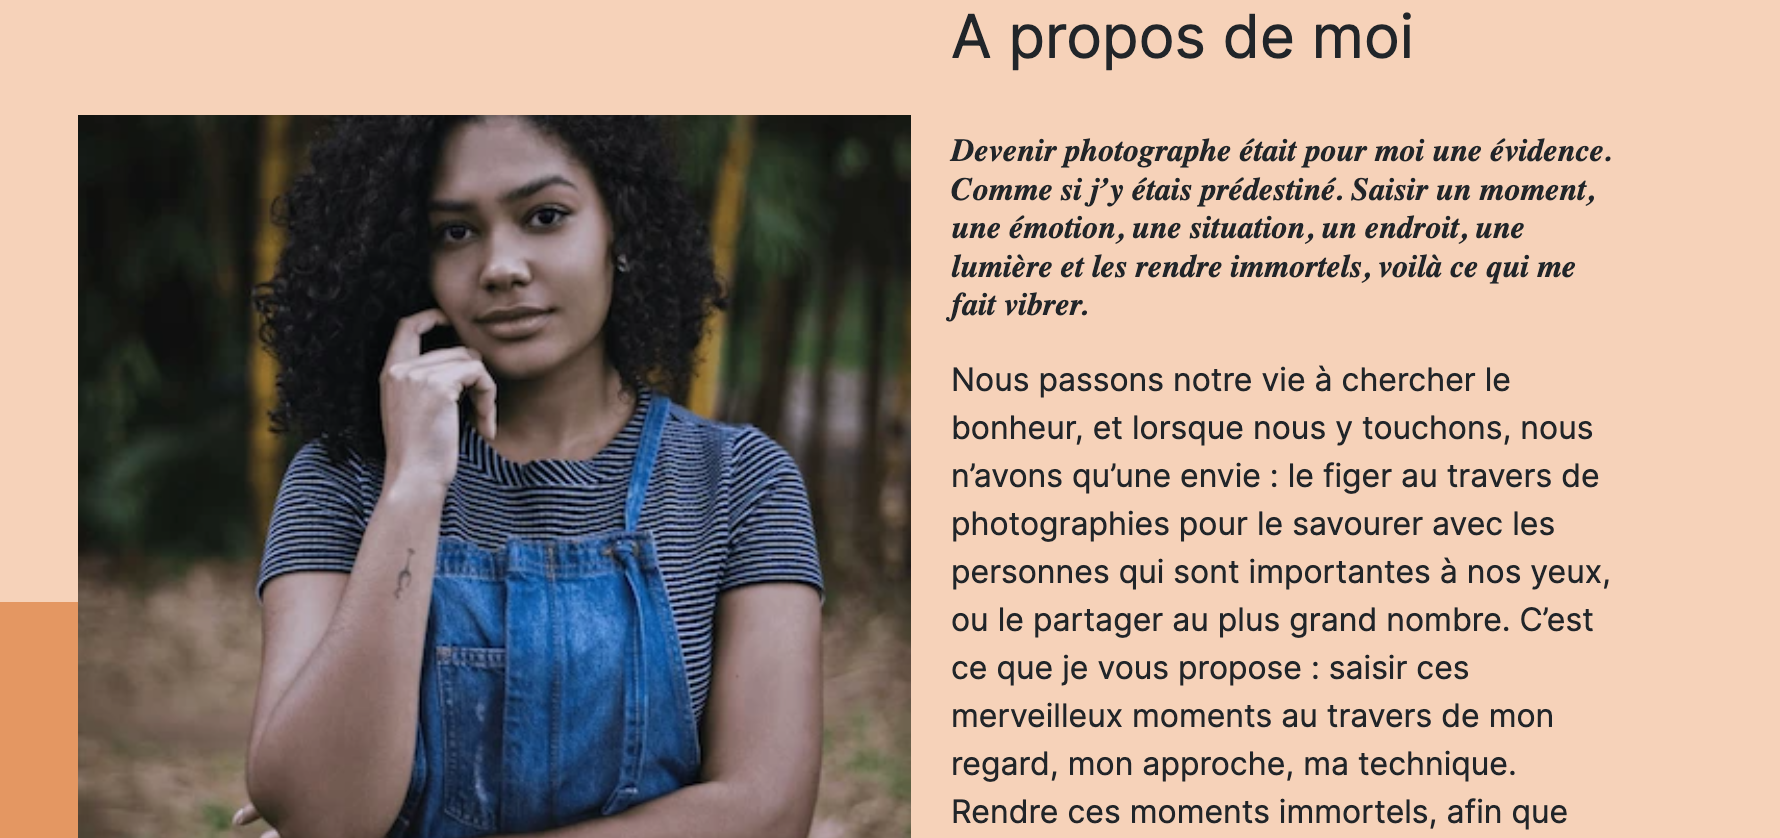 A propos de moi
Devenir photographe était pour moi une évidence.
Comme si j’y étais prédestiné. Saisir un moment,
une émotion, une situation, un endroit, une
lumière et les rendre immortels, voilà ce qui me
fait vibrer.
Nous passons notre vie à chercher le
bonheur, et lorsque nous y touchons, nous
n’avons qu’une envie : le figer au travers de
photographies pour le savourer avec les
personnes qui sont importantes à nos yeux,
ou le partager au plus grand nombre. C’est
ce que je vous propose : saisir ces
merveilleux moments au travers de mon
regard, mon approche, ma technique.
Rendre ces moments immortels, afin que